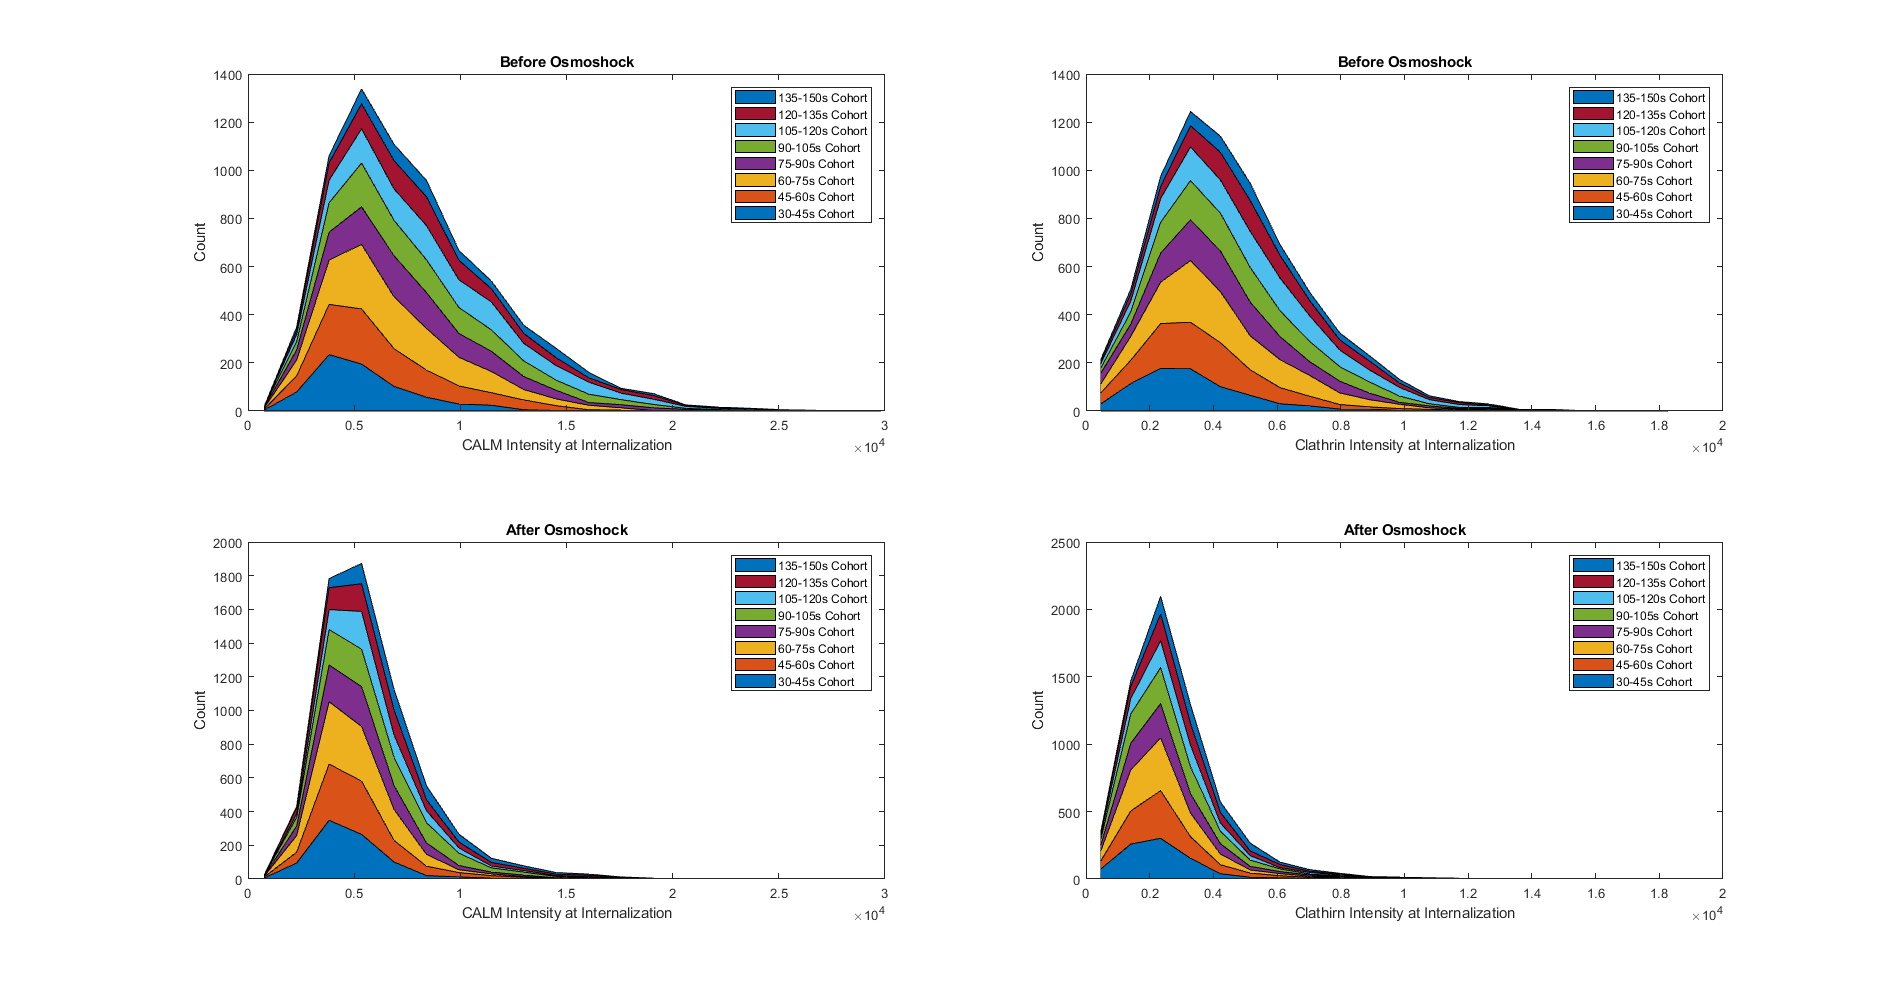 Before Osmoshock
1400
1200
1000
800
600
400
200
0
Count
0
0.5
1
1.5
2
2.5
3
×10^4
CALM Intensity at Internalization
135-150s Cohort
120-135s Cohort
105-120s Cohort
90-105s Cohort
75-90s Cohort
60-75s Cohort
45-60s Cohort
30-45s Cohort
Before Osmoshock
1400
1200
1000
800
600
400
200
0
Count
0
0.2
0.4
0.6
0.8
1
1.2
1.4
1.6
1.8
2
×10^4
Clathrin Intensity at Internalization
135-150s Cohort
120-135s Cohort
105-120s Cohort
90-105s Cohort
75-90s Cohort
60-75s Cohort
45-60s Cohort
30-45s Cohort
After Osmoshock
2000
1800
1600
1400
1200
1000
800
600
400
200
0
Count
0
0.5
1
1.5
2
2.5
3
×10^4
CALM Intensity at Internalization
135-150s Cohort
120-135s Cohort
105-120s Cohort
90-105s Cohort
75-90s Cohort
60-75s Cohort
45-60s Cohort
30-45s Cohort
After Osmoshock
2500
2000
1500
1000
500
0
Count
0
0.2
0.4
0.6
0.8
1
1.2
1.4
1.6
1.8
2
×10^4
Clathirn Intensity at Internalization
135-150s Cohort
120-135s Cohort
105-120s Cohort
90-105s Cohort
75-90s Cohort
60-75s Cohort
45-60s Cohort
30-45s Cohort